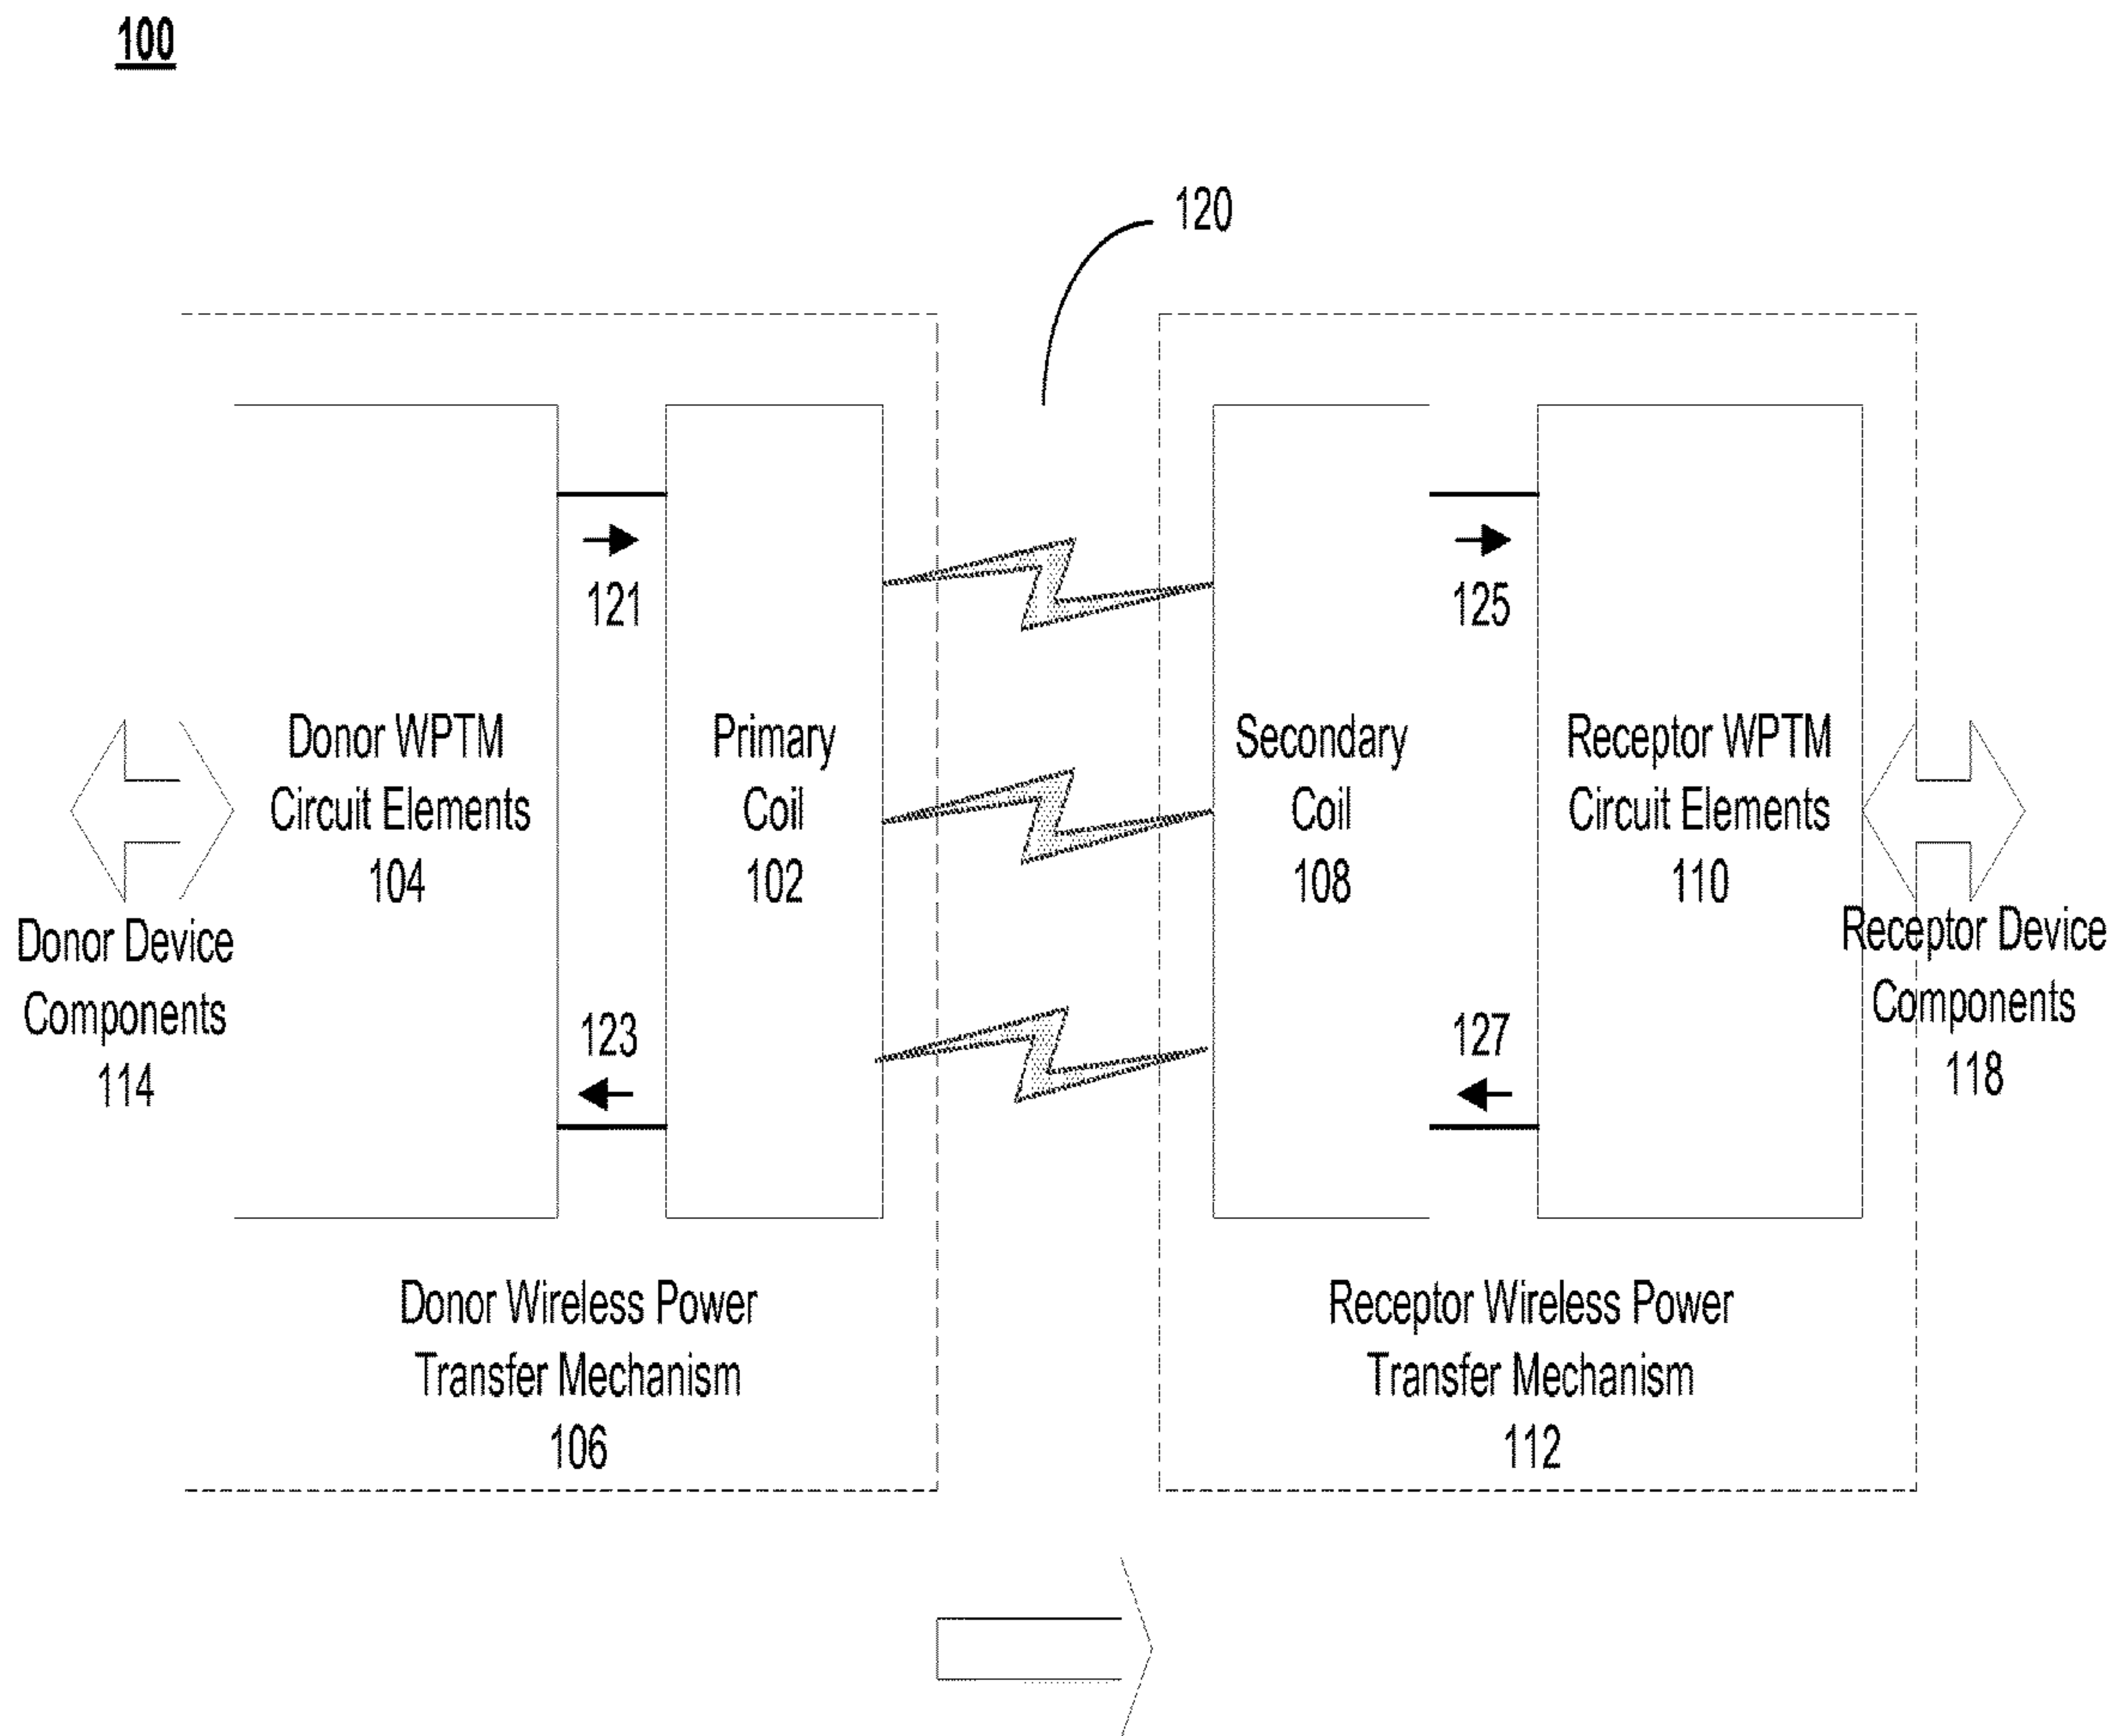 100
120
121
125
Donor WPTM
Circuit Elements
104
Primary
Coil
102
Secondary
Coil
108
Receptor WPTM
Circuit Elements
110
Donor Device
Components
114
123
127
Receptor Device
Components
118
Donor Wireless Power
Transfer Mechanism
106
Receptor Wireless Power
Transfer Mechanism
112